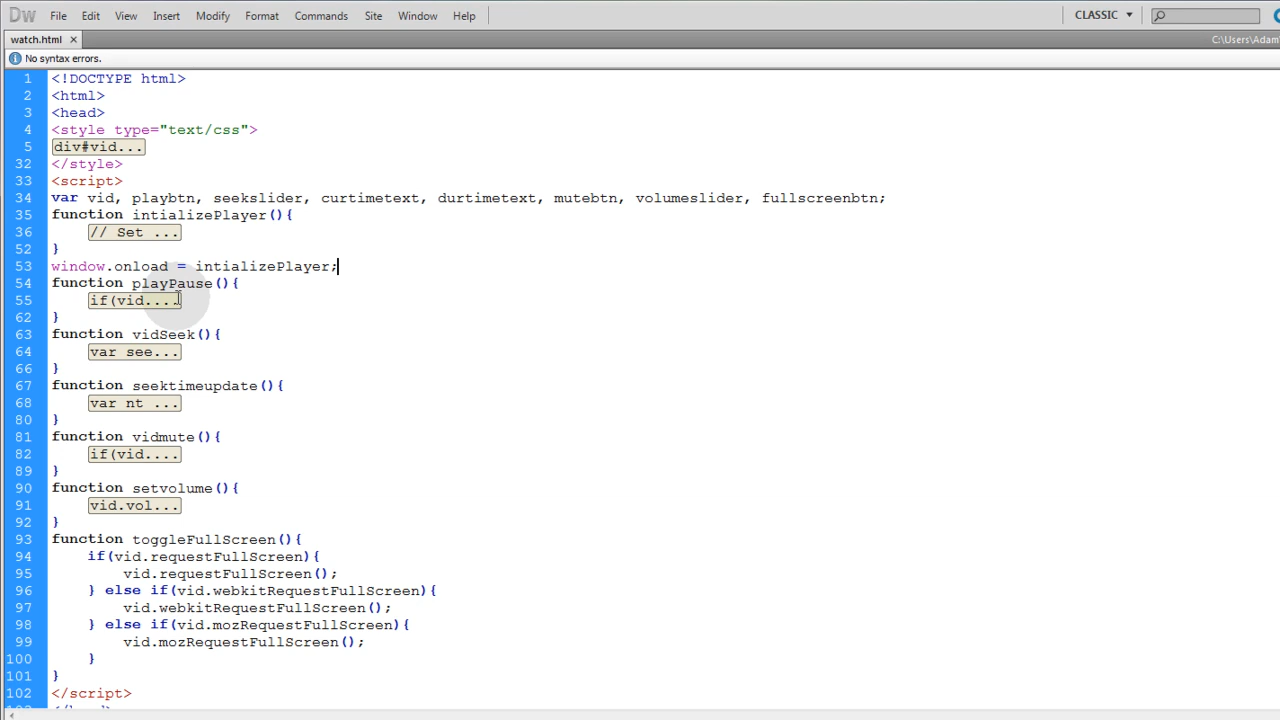 Dw File Edit View Insert Modify Format Commands Site Window Help CLASSIC
watch.html C:\Users\Adam
No syntax errors.
1 <!DOCTYPE html>
2 <html>
3 <head>
4 <style type="text/css">
5 div#vid...
32 </style>
33 <script>
34 var vid, playbtn, seekslider, curtimetext, durtimetext, mutebtn, volumeslider, fullscreenbtn;
35 function intializePlayer(){
36 // Set ...
52 }
53 window.onload = intializePlayer;
54 function playPause(){
55 if(vid....
62 }
63 function vidSeek(){
64 var see...
66 }
67 function seektimeupdate(){
68 var nt ...
80 }
81 function vidmute(){
82 if(vid....
89 }
90 function setvolume(){
91 vid.vol...
92 }
93 function toggleFullScreen(){
94 if(vid.requestFullScreen){
95 vid.requestFullScreen();
96 } else if(vid.webkitRequestFullScreen){
97 vid.webkitRequestFullScreen();
98 } else if(vid.mozRequestFullScreen){
99 vid.mozRequestFullScreen();
100 }
101 }
102 </script>